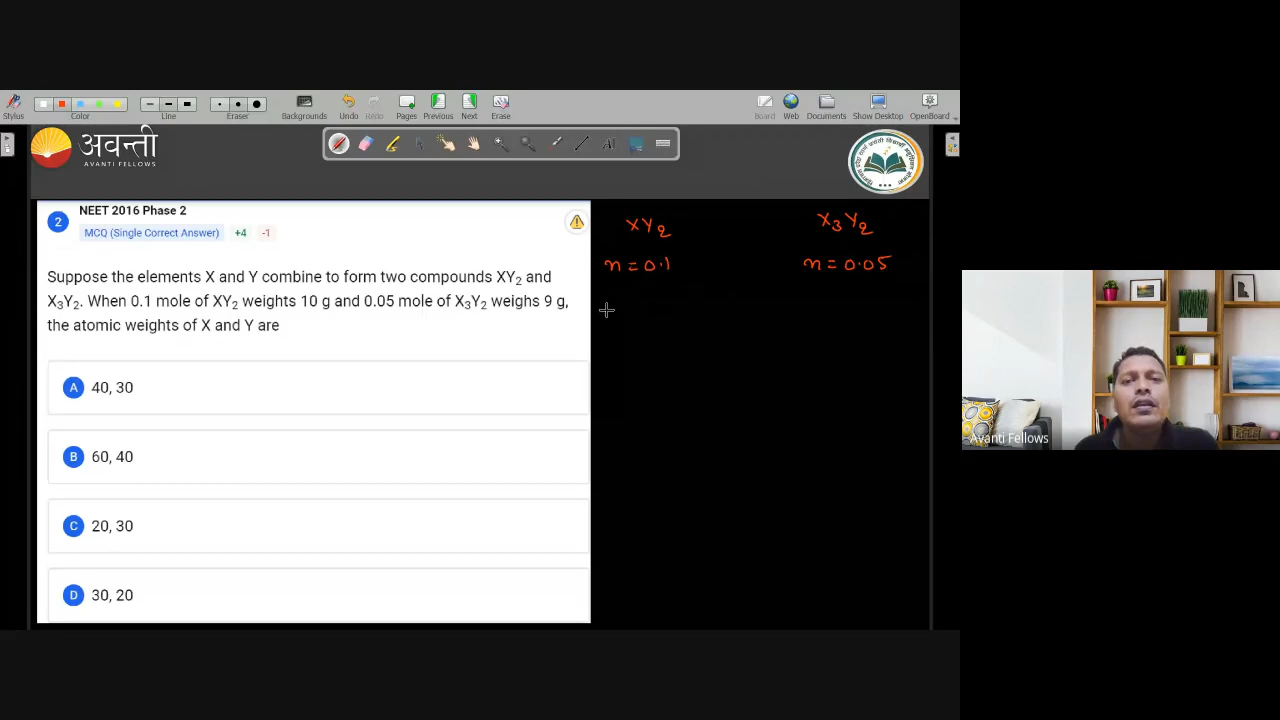 Stylus
Color
Line
Eraser
Backgrounds
Undo
Redo
Pages
Previous
Next
Erase
Board
Web
Documents
Show Desktop
OpenBoard
अवन्ती
AVANTI FELLOWS
2
NEET 2016 Phase 2
MCQ (Single Correct Answer)
+4
-1
Suppose the elements X and Y combine to form two compounds XY₂ and
X₃Y₂. When 0.1 mole of XY₂ weights 10 g and 0.05 mole of X₃Y₂ weighs 9 g,
the atomic weights of X and Y are
A 40, 30
B 60, 40
C 20, 30
D 30, 20
XY₂
X₃Y₂
n = 0.1
n = 0.05
Avanti Fellows